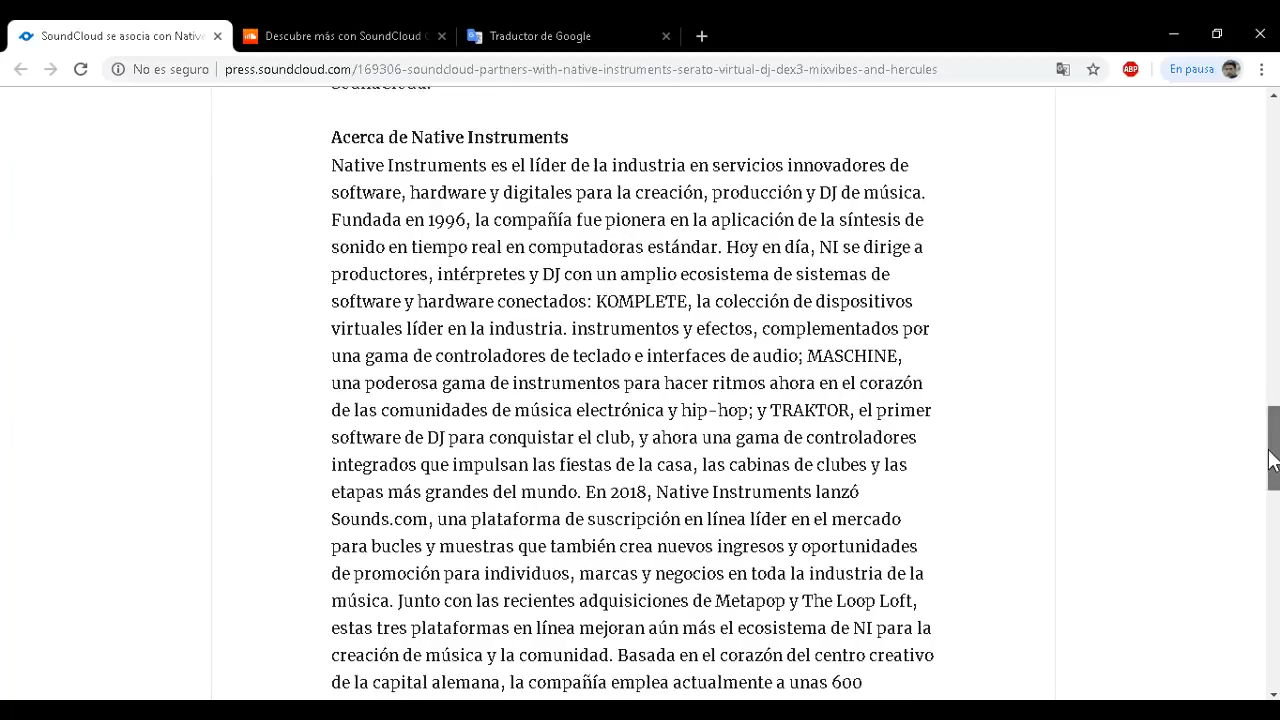 SoundCloud se asocia con Native
Descubre más con SoundCloud
Traductor de Google
No es seguro
press.soundcloud.com/169306-soundcloud-partners-with-native-instruments-serato-virtual-dj-dex3-mixvibes-and-hercules
ABP
En pausa
SoundCloud.
Acerca de Native Instruments
Native Instruments es el líder de la industria en servicios innovadores de
software, hardware y digitales para la creación, producción y DJ de música.
Fundada en 1996, la compañía fue pionera en la aplicación de la síntesis de
sonido en tiempo real en computadoras estándar. Hoy en día, NI se dirige a
productores, intérpretes y DJ con un amplio ecosistema de sistemas de
software y hardware conectados: KOMPLETE, la colección de dispositivos
virtuales líder en la industria. instrumentos y efectos, complementados por
una gama de controladores de teclado e interfaces de audio; MASCHINE,
una poderosa gama de instrumentos para hacer ritmos ahora en el corazón
de las comunidades de música electrónica y hip-hop; y TRAKTOR, el primer
software de DJ para conquistar el club, y ahora una gama de controladores
integrados que impulsan las fiestas de la casa, las cabinas de clubes y las
etapas más grandes del mundo. En 2018, Native Instruments lanzó
Sounds.com, una plataforma de suscripción en línea líder en el mercado
para bucles y muestras que también crea nuevos ingresos y oportunidades
de promoción para individuos, marcas y negocios en toda la industria de la
música. Junto con las recientes adquisiciones de Metapop y The Loop Loft,
estas tres plataformas en línea mejoran aún más el ecosistema de NI para la
creación de música y la comunidad. Basada en el corazón del centro creativo
de la capital alemana, la compañía emplea actualmente a unas 600